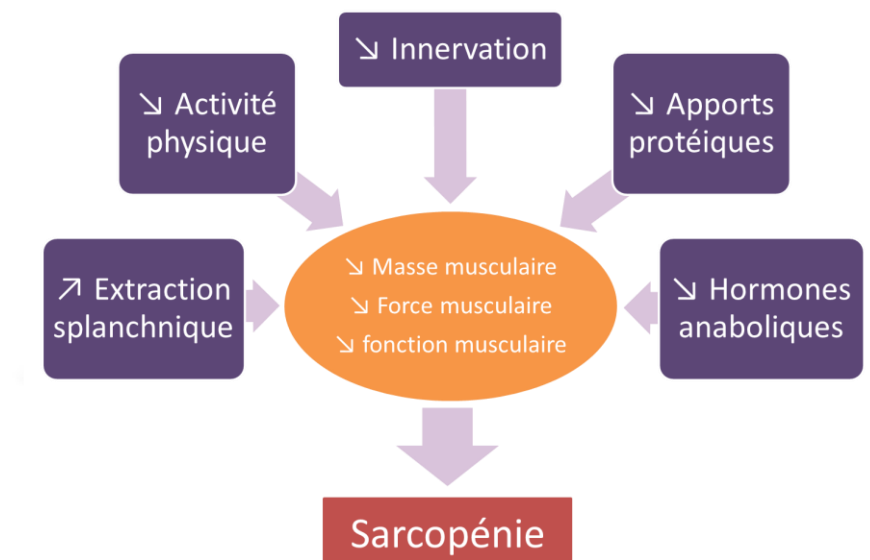 ↘ Innervation
↘ Activité
physique
↘ Apports
protéiques
↗ Extraction
splanchnique
↘ Masse musculaire
↘ Force musculaire
↘ fonction musculaire
↘ Hormones
anaboliques
Sarcopénie